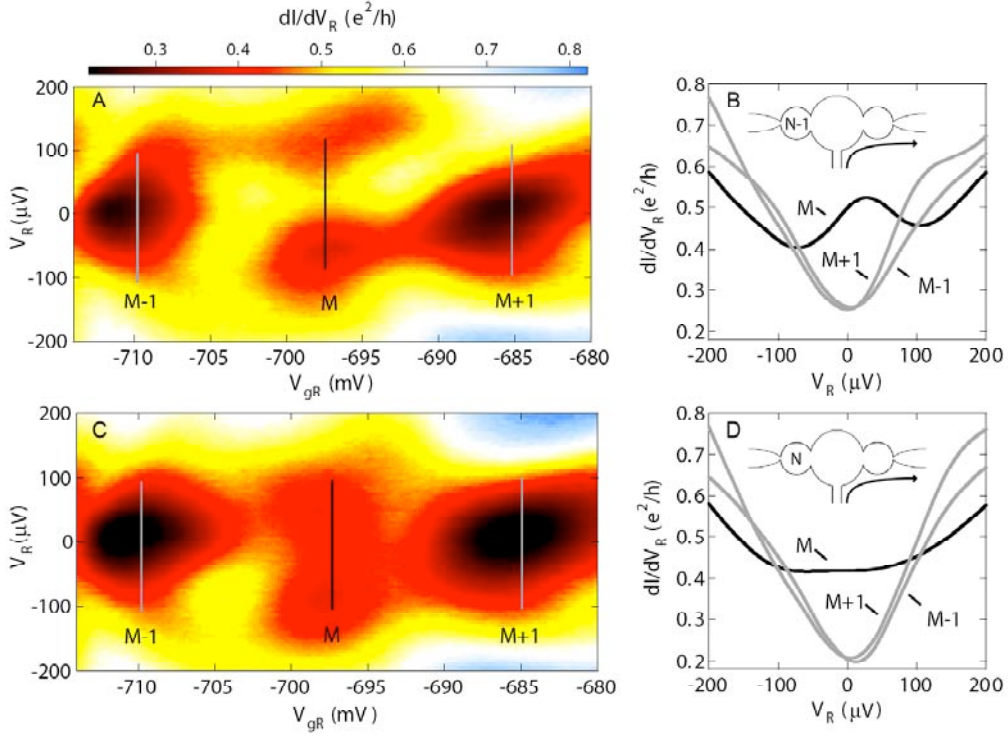 dI/dV_R (e²/h)
0.3 0.4 0.5 0.6 0.7 0.8
A
200
100
0
-100
-200
V_R (μV)
M-1 M M+1
-710 -705 -700 -695 -690 -685 -680
V_gR (mV)
B
0.8
0.7
0.6
0.5
0.4
0.3
0.2
dI/dV_R (e²/h)
N-1
M
M+1
M-1
-200 -100 0 100 200
V_R (μV)
C
200
100
0
-100
-200
V_R (μV)
M-1 M M+1
-710 -705 -700 -695 -690 -685 -680
V_gR (mV)
D
0.8
0.7
0.6
0.5
0.4
0.3
0.2
dI/dV_R (e²/h)
N
M
M+1
M-1
-200 -100 0 100 200
V_R (μV)